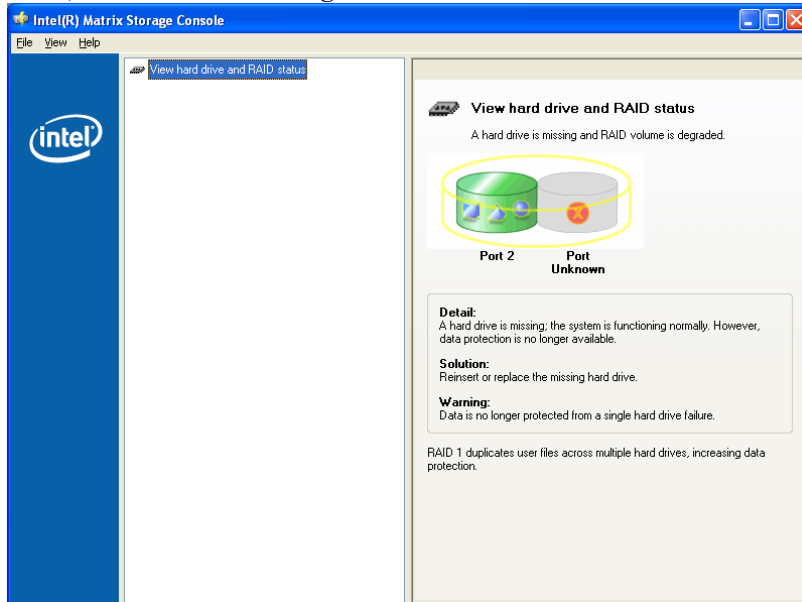 Intel(R) Matrix Storage Console
File View Help
View hard drive and RAID status
intel
View hard drive and RAID status
A hard drive is missing and RAID volume is degraded.
Port 2
Port
Unknown
Detail:
A hard drive is missing; the system is functioning normally. However,
data protection is no longer available.
Solution:
Reinsert or replace the missing hard drive.
Warning:
Data is no longer protected from a single hard drive failure.
RAID 1 duplicates user files across multiple hard drives, increasing data
protection.